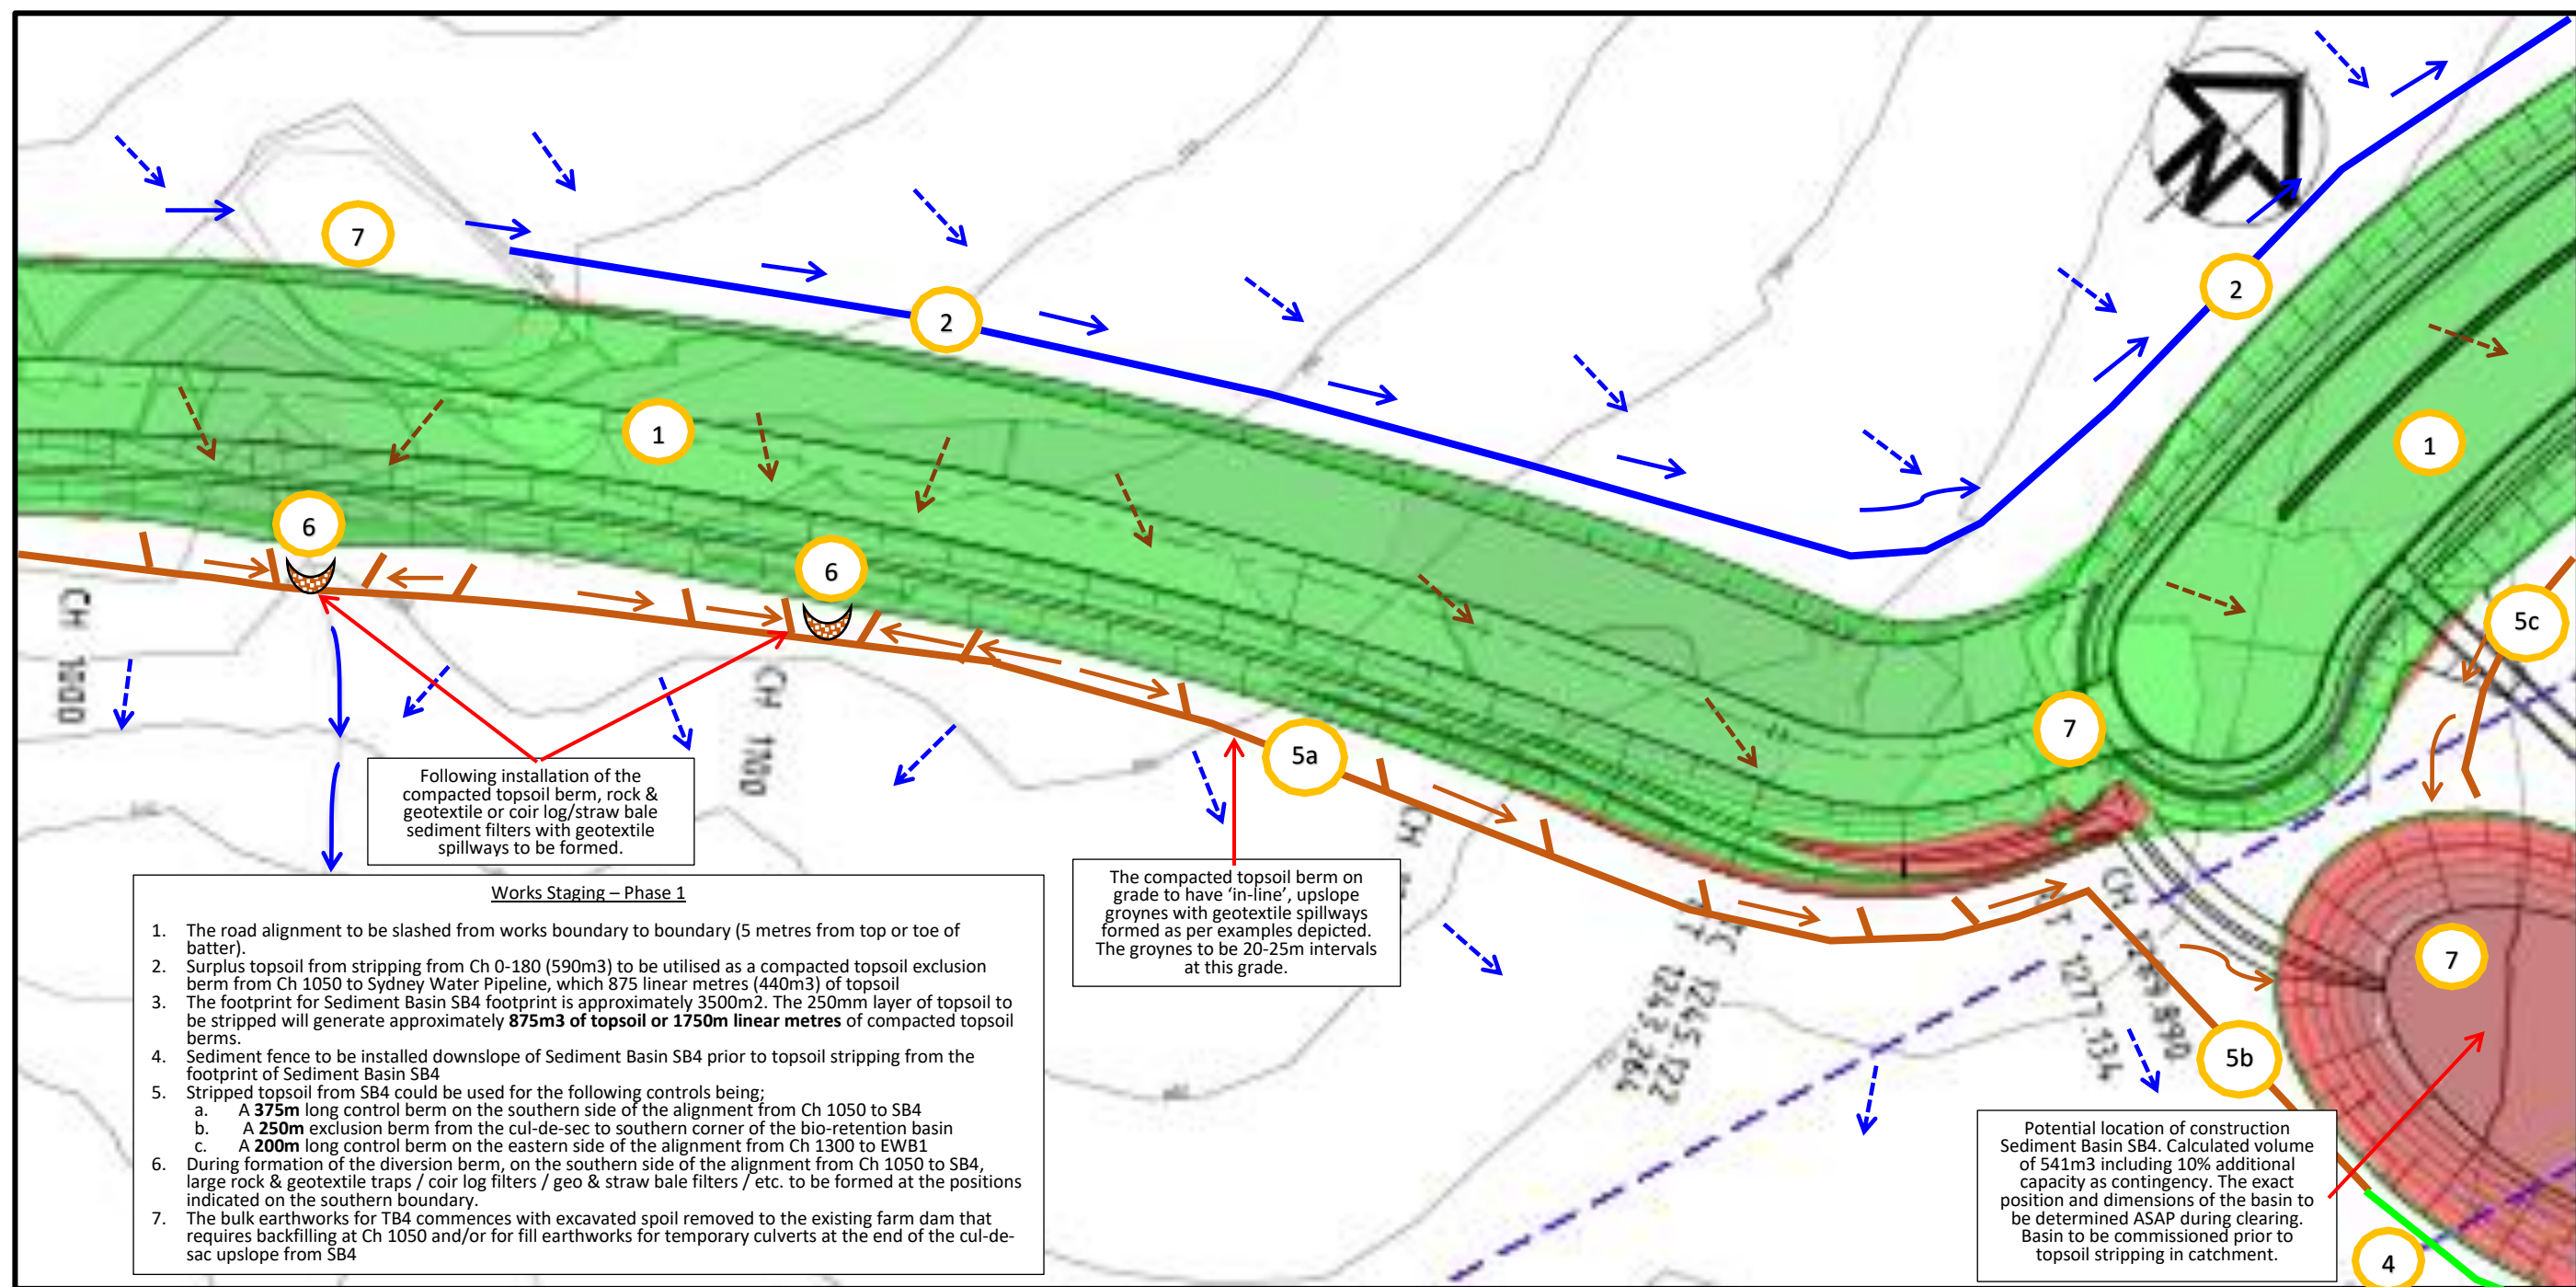 N
7
2
2
1
1
6
6
5c
7
5a
7
5b
4
CH 1000
CH 1100
CH
TC 1245.122
1243.264
1277.134
CH 1289.890
Following installation of the
compacted topsoil berm, rock &
geotextile or coir log/straw bale
sediment filters with geotextile
spillways to be formed.
The compacted topsoil berm on
grade to have ‘in-line’, upslope
groynes with geotextile spillways
formed as per examples depicted.
The groynes to be 20-25m intervals
at this grade.
Works Staging – Phase 1
1. The road alignment to be slashed from works boundary to boundary (5 metres from top or toe of
batter).
2. Surplus topsoil from stripping from Ch 0-180 (590m3) to be utilised as a compacted topsoil exclusion
berm from Ch 1050 to Sydney Water Pipeline, which 875 linear metres (440m3) of topsoil
3. The footprint for Sediment Basin SB4 footprint is approximately 3500m2. The 250mm layer of topsoil to
be stripped will generate approximately 875m3 of topsoil or 1750m linear metres of compacted topsoil
berms.
4. Sediment fence to be installed downslope of Sediment Basin SB4 prior to topsoil stripping from the
footprint of Sediment Basin SB4
5. Stripped topsoil from SB4 could be used for the following controls being;
a. A 375m long control berm on the southern side of the alignment from Ch 1050 to SB4
b. A 250m exclusion berm from the cul-de-sec to southern corner of the bio-retention basin
c. A 200m long control berm on the eastern side of the alignment from Ch 1300 to EWB1
6. During formation of the diversion berm, on the southern side of the alignment from Ch 1050 to SB4,
large rock & geotextile traps / coir log filters / geo & straw bale filters / etc. to be formed at the positions
indicated on the southern boundary.
7. The bulk earthworks for TB4 commences with excavated spoil removed to the existing farm dam that
requires backfilling at Ch 1050 and/or for fill earthworks for temporary culverts at the end of the cul-de-
sac upslope from SB4
Potential location of construction
Sediment Basin SB4. Calculated volume
of 541m3 including 10% additional
capacity as contingency. The exact
position and dimensions of the basin to
be determined ASAP during clearing.
Basin to be commissioned prior to
topsoil stripping in catchment.